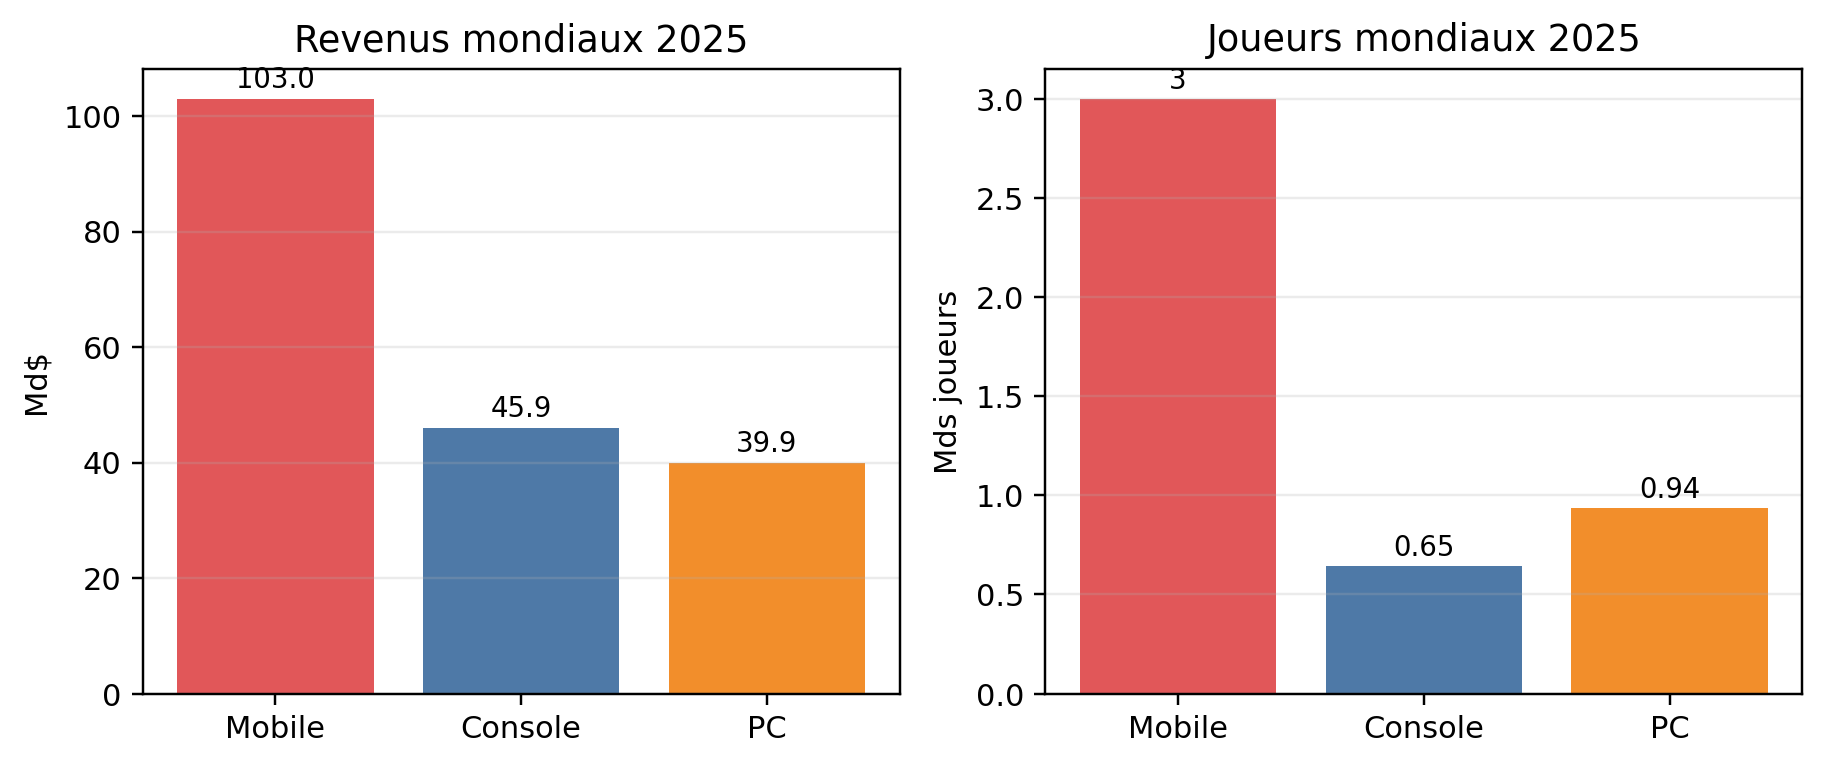 Revenus mondiaux 2025
Md$
100
80
60
40
20
0
103.0
45.9
39.9
Mobile
Console
PC
Joueurs mondiaux 2025
Mds joueurs
3.0
2.5
2.0
1.5
1.0
0.5
0.0
3
0.65
0.94
Mobile
Console
PC